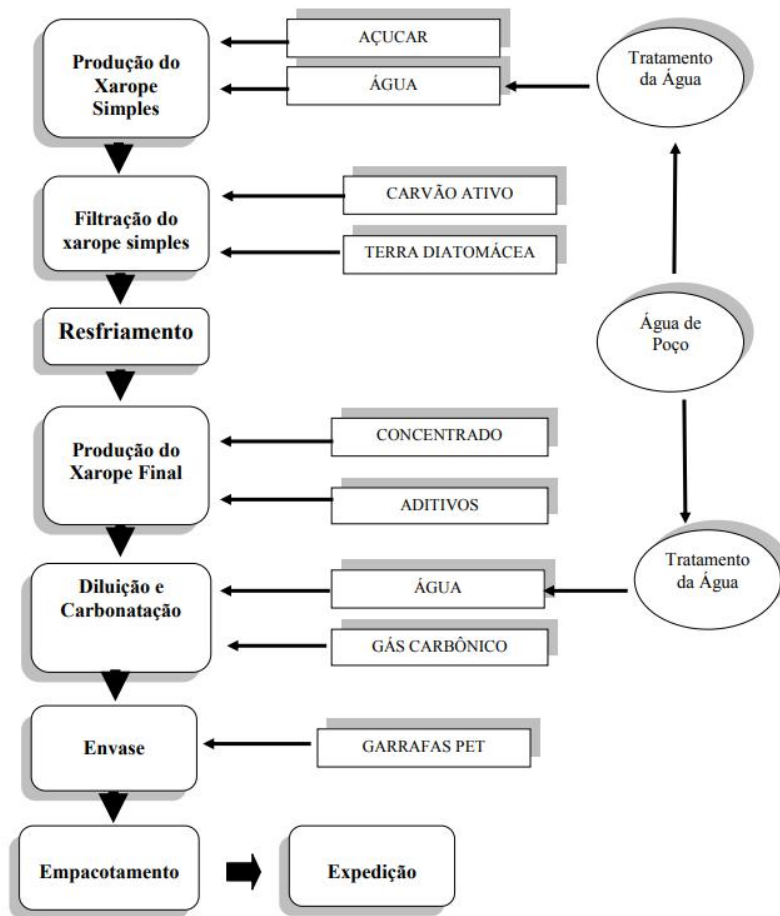 Produção do
Xarope
Simples
AÇUCAR
ÁGUA
Tratamento
da Água
Filtração do
xarope simples
CARVÃO ATIVO
TERRA DIATOMÁCEA
Resfriamento
Água de
Poço
Produção do
Xarope Final
CONCENTRADO
ADITIVOS
Diluição e
Carbonatação
ÁGUA
GÁS CARBÔNICO
Tratamento
da Água
Envase
GARRAFAS PET
Empacotamento
Expedição